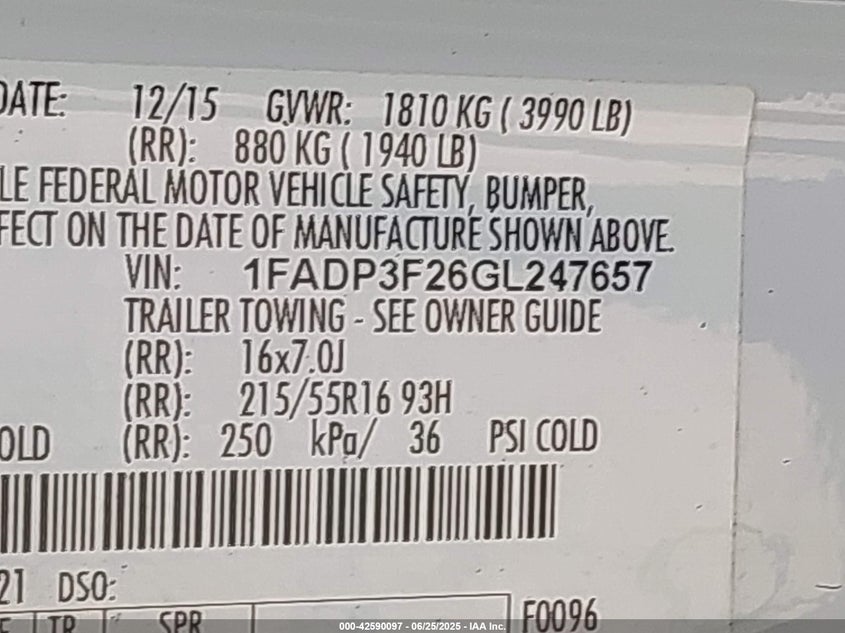 DATE: 12/15 GVWR: 1810 KG ( 3990 LB)
(RR): 880 KG ( 1940 LB)
LE FEDERAL MOTOR VEHICLE SAFETY, BUMPER,
FECT ON THE DATE OF MANUFACTURE SHOWN ABOVE.
VIN: 1FADP3F26GL247657
TRAILER TOWING - SEE OWNER GUIDE
(RR): 16x7.0J
(RR): 215/55R16 93H
OLD (RR): 250 kPa/ 36 PSI COLD
21 DSO:
F0096
TR SPR
000-42590097 - 06/25/2025 - IAA Inc.